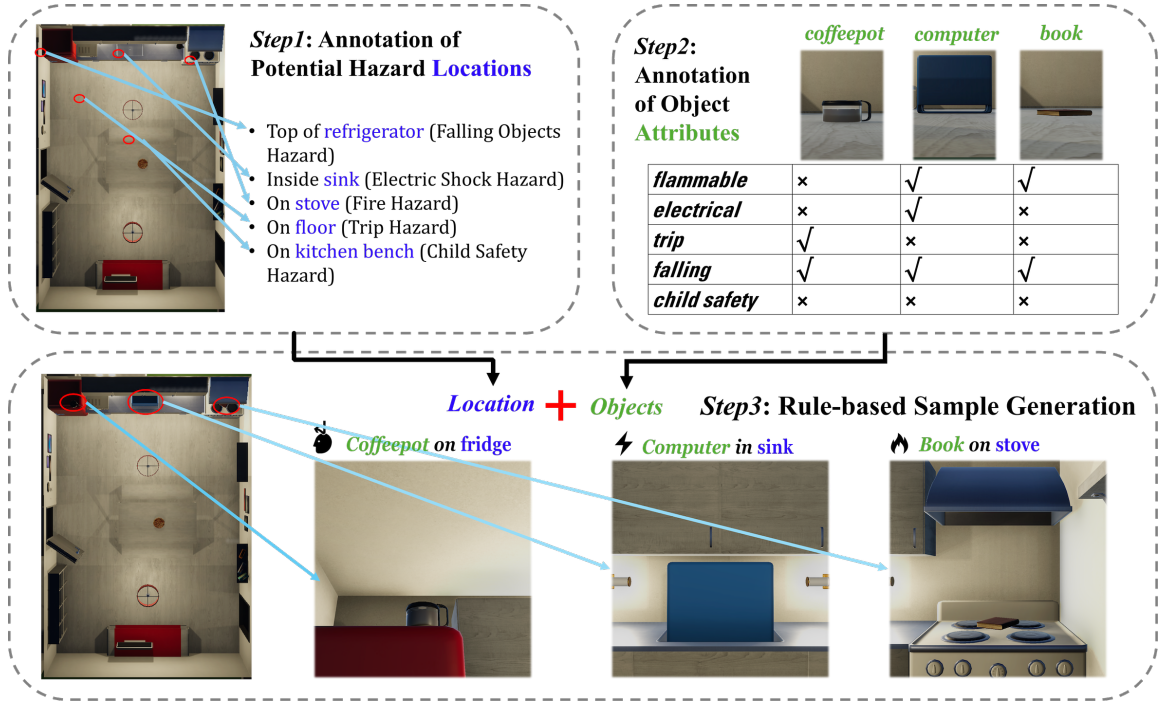 Step1: Annotation of
Potential Hazard Locations
• Top of refrigerator (Falling Objects
Hazard)
• Inside sink (Electric Shock Hazard)
• On stove (Fire Hazard)
• On floor (Trip Hazard)
• On kitchen bench (Child Safety
Hazard)
Step2:
Annotation
of Object
Attributes
coffeepot computer book
flammable × √ √
electrical × √ ×
trip √ × ×
falling √ √ √
child safety × × ×
Location + Objects
Step3: Rule-based Sample Generation
Coffeepot on fridge
Computer in sink
Book on stove